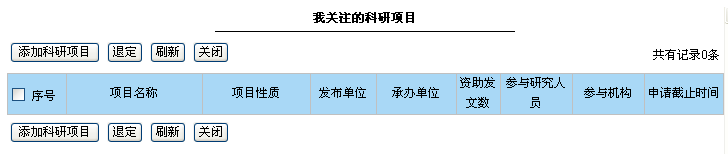 我关注的科研项目
添加科研项目 退定 刷新 关闭 共有记录0条
序号 项目名称 项目性质 发布单位 承办单位 资助发文数 参与研究人员 参与机构 申请截止时间
添加科研项目 退定 刷新 关闭